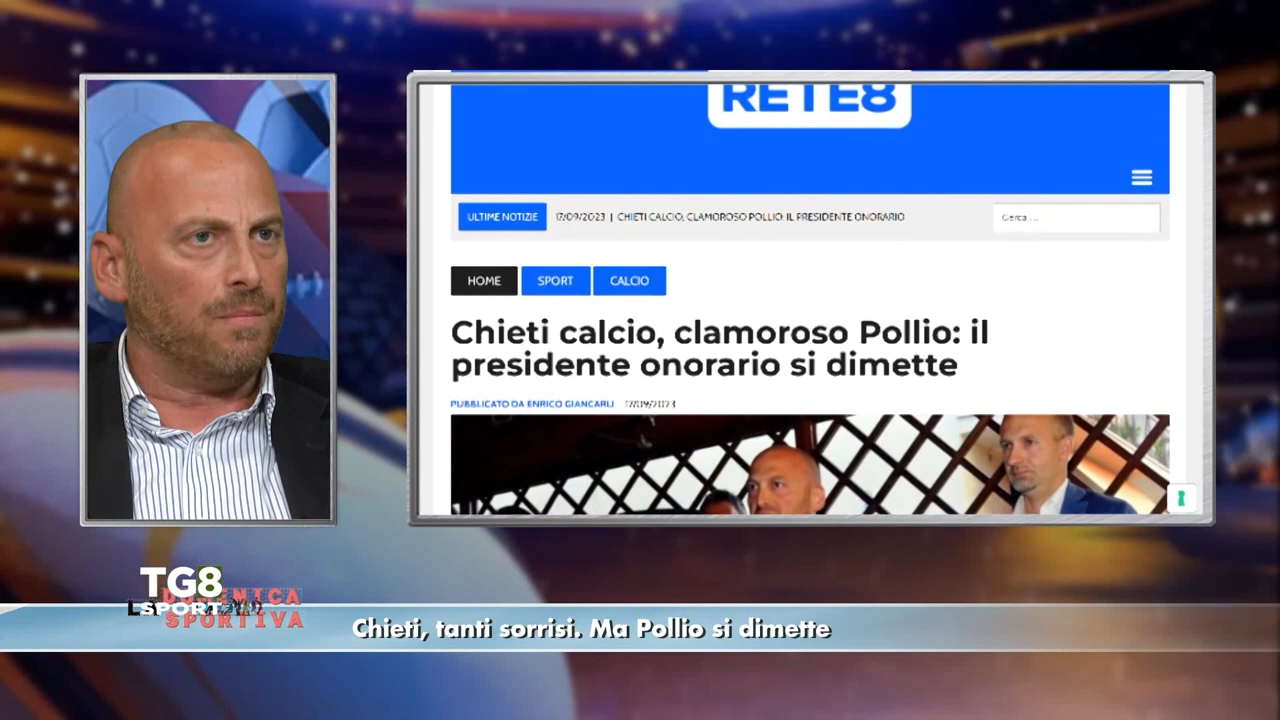 RETE8
ULTIME NOTIZIE 17/09/2023 | CHIETI CALCIO, CLAMOROSO POLLIO: IL PRESIDENTE ONORARIO
Cerca ...
HOME SPORT CALCIO
Chieti calcio, clamoroso Pollio: il
presidente onorario si dimette
PUBBLICATO DA ENRICO GIANCARLI 17/09/2023
TG8
SPORT
DOMENICA
SPORTIVA
Chieti, tanti sorrisi. Ma Pollio si dimette